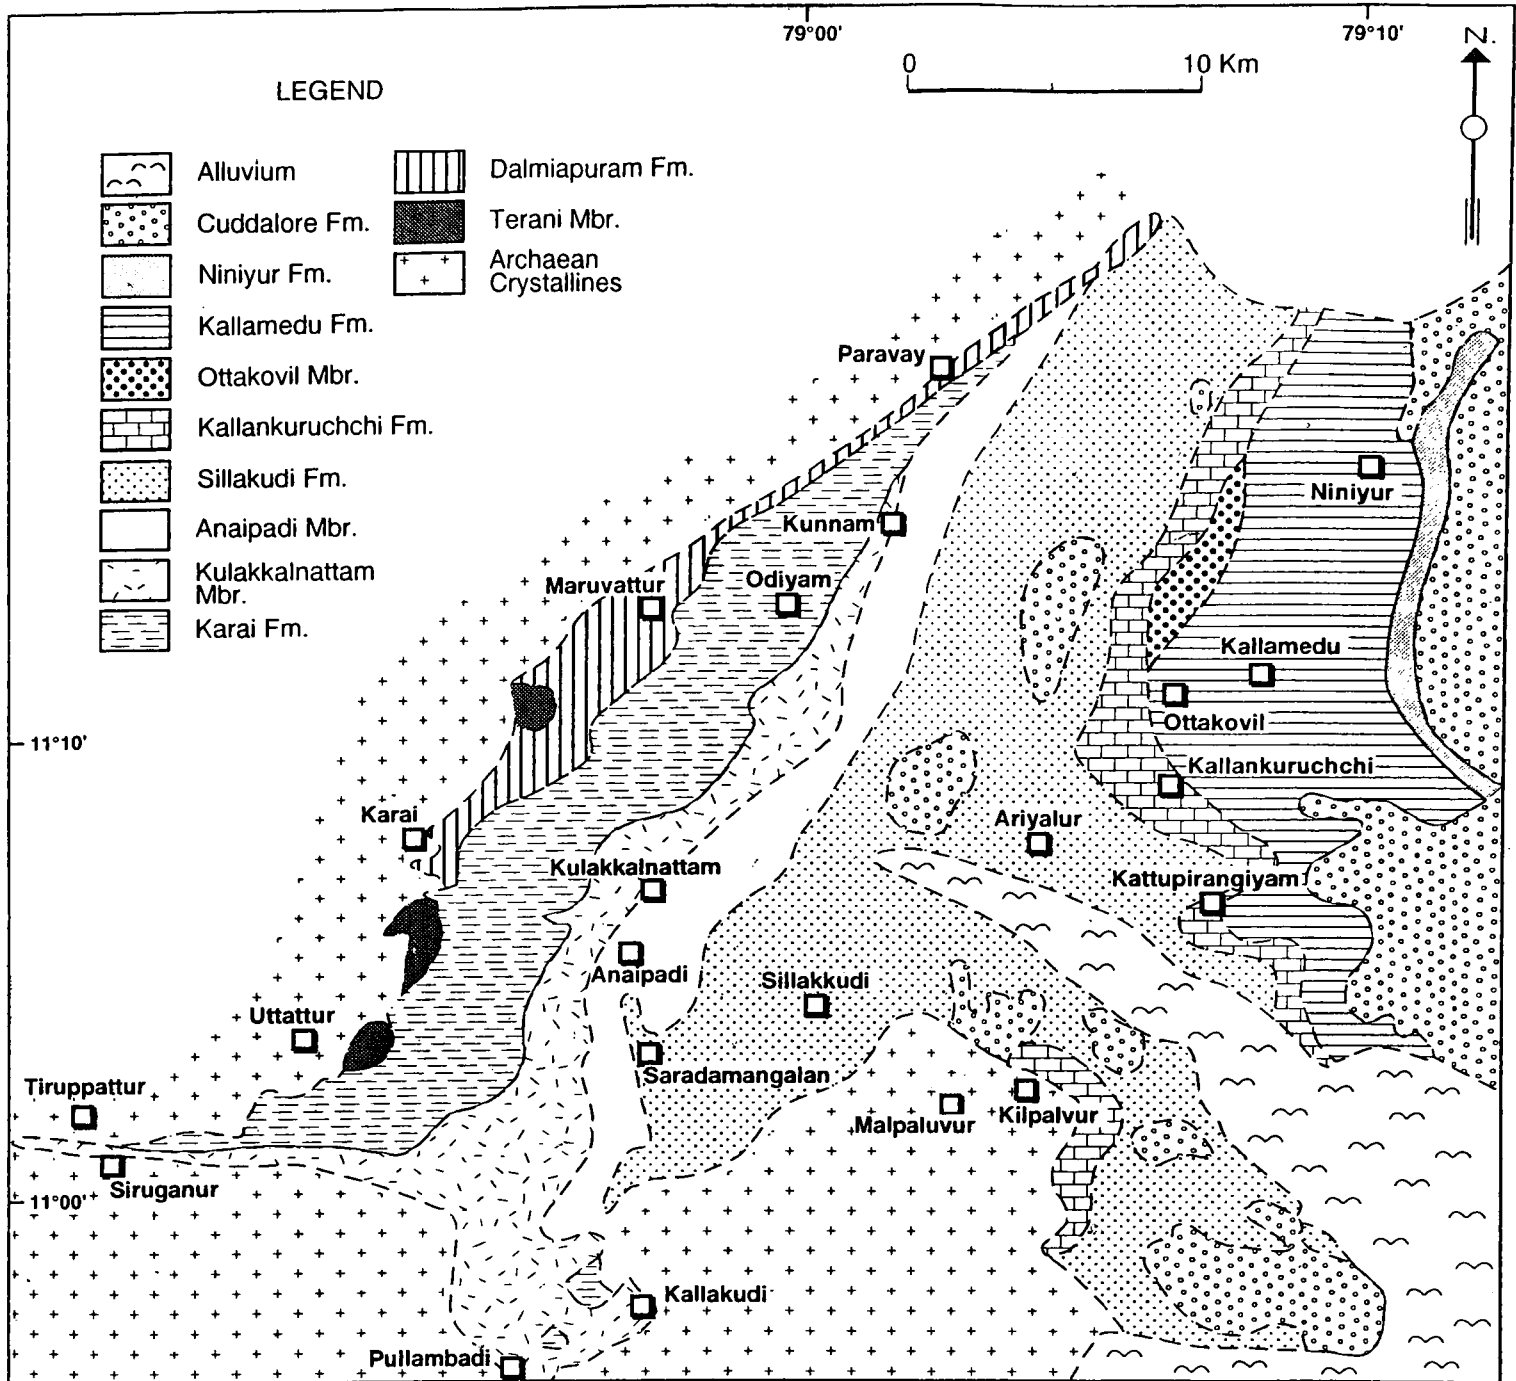 79°00'
79°10'
N.
0
10 Km
LEGEND
Alluvium
Cuddalore Fm.
Niniyur Fm.
Kallamedu Fm.
Ottakovil Mbr.
Kallankuruchchi Fm.
Sillakudi Fm.
Anaipadi Mbr.
Kulakkalnattam
Mbr.
Karai Fm.
Dalmiapuram Fm.
Terani Mbr.
Archaean
Crystallines
Paravay
Niniyur
Kunnam
Maruvattur
Odiyam
Kallamedu
Ottakovil
11°10'
Kallankuruchchi
Karai
Ariyalur
Kulakkalnattam
Kattupirangiyam
Anaipadi
Sillakkudi
Uttattur
Saradamangalan
Tiruppattur
Malpaluvur
Kilpalvur
Siruganur
11°00'
Kallakudi
Pullambadi